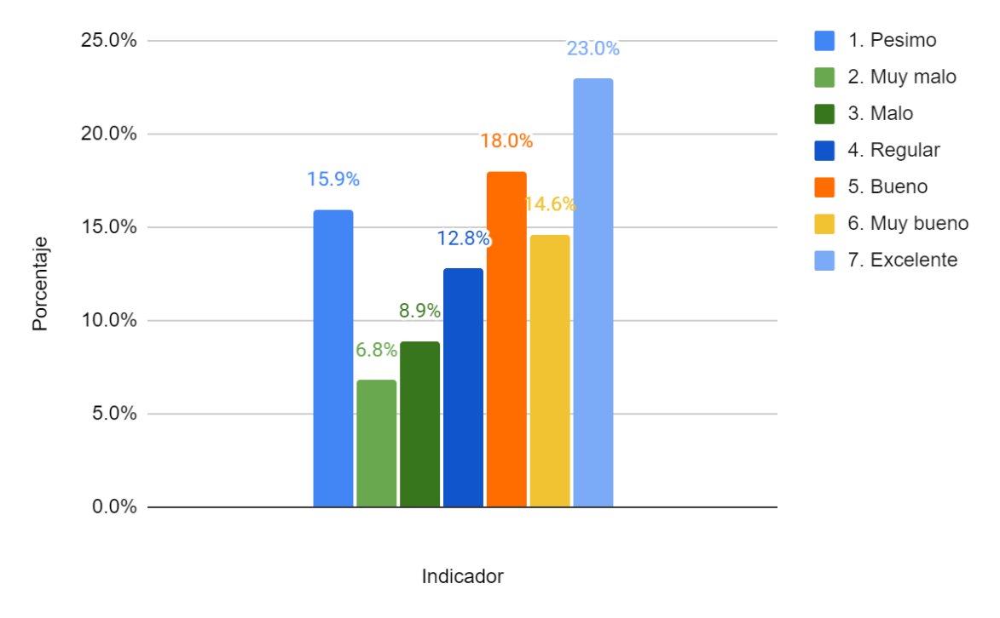 25.0%
20.0%
15.0%
10.0%
5.0%
0.0%
Porcentaje
15.9%
6.8%
8.9%
12.8%
18.0%
14.6%
23.0%
Indicador
1. Pesimo
2. Muy malo
3. Malo
4. Regular
5. Bueno
6. Muy bueno
7. Excelente